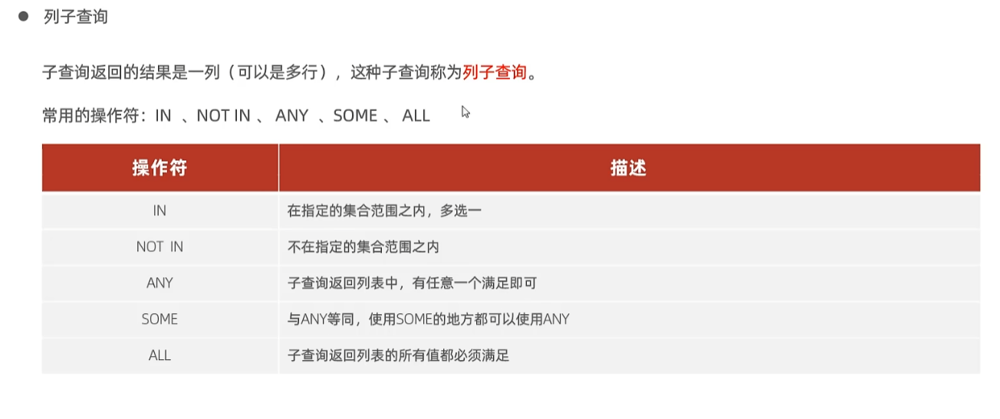 ● 列子查询
子查询返回的结果是一列（可以是多行），这种子查询称为列子查询。
常用的操作符：IN 、NOT IN 、 ANY 、SOME 、 ALL
操作符 描述
IN 在指定的集合范围之内，多选一
NOT IN 不在指定的集合范围之内
ANY 子查询返回列表中，有任意一个满足即可
SOME 与ANY等同，使用SOME的地方都可以使用ANY
ALL 子查询返回列表的所有值都必须满足